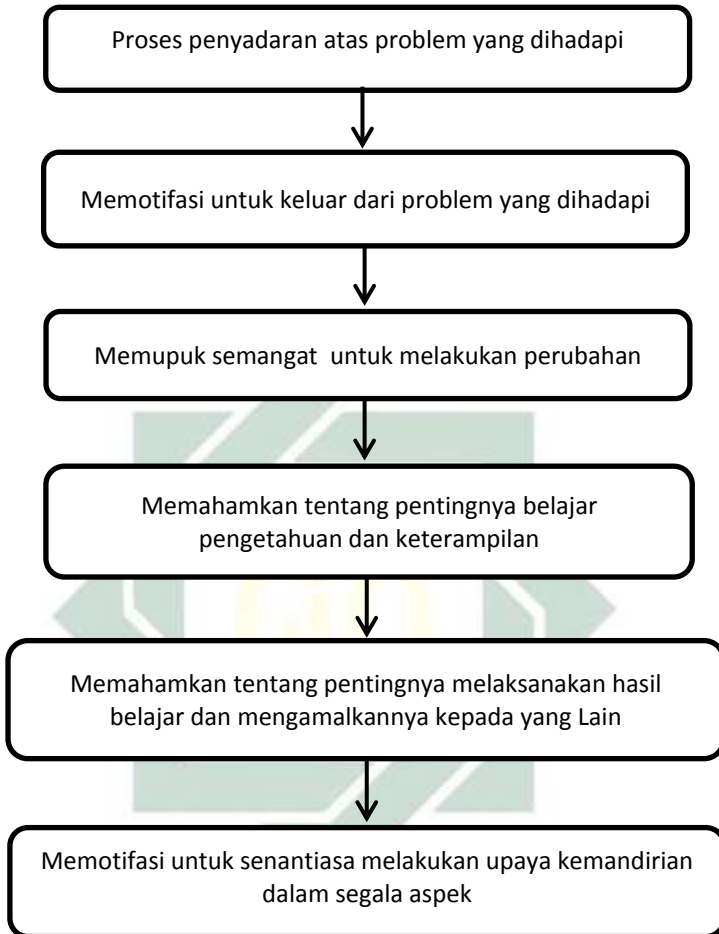 Proses penyadaran atas problem yang dihadapi
Memotifasi untuk keluar dari problem yang dihadapi
Memupuk semangat  untuk melakukan perubahan
Memahamkan tentang pentingnya belajar
pengetahuan dan keterampilan
Memahamkan tentang pentingnya melaksanakan hasil
belajar dan mengamalkannya kepada yang Lain
Memotifasi untuk senantiasa melakukan upaya kemandirian
dalam segala aspek